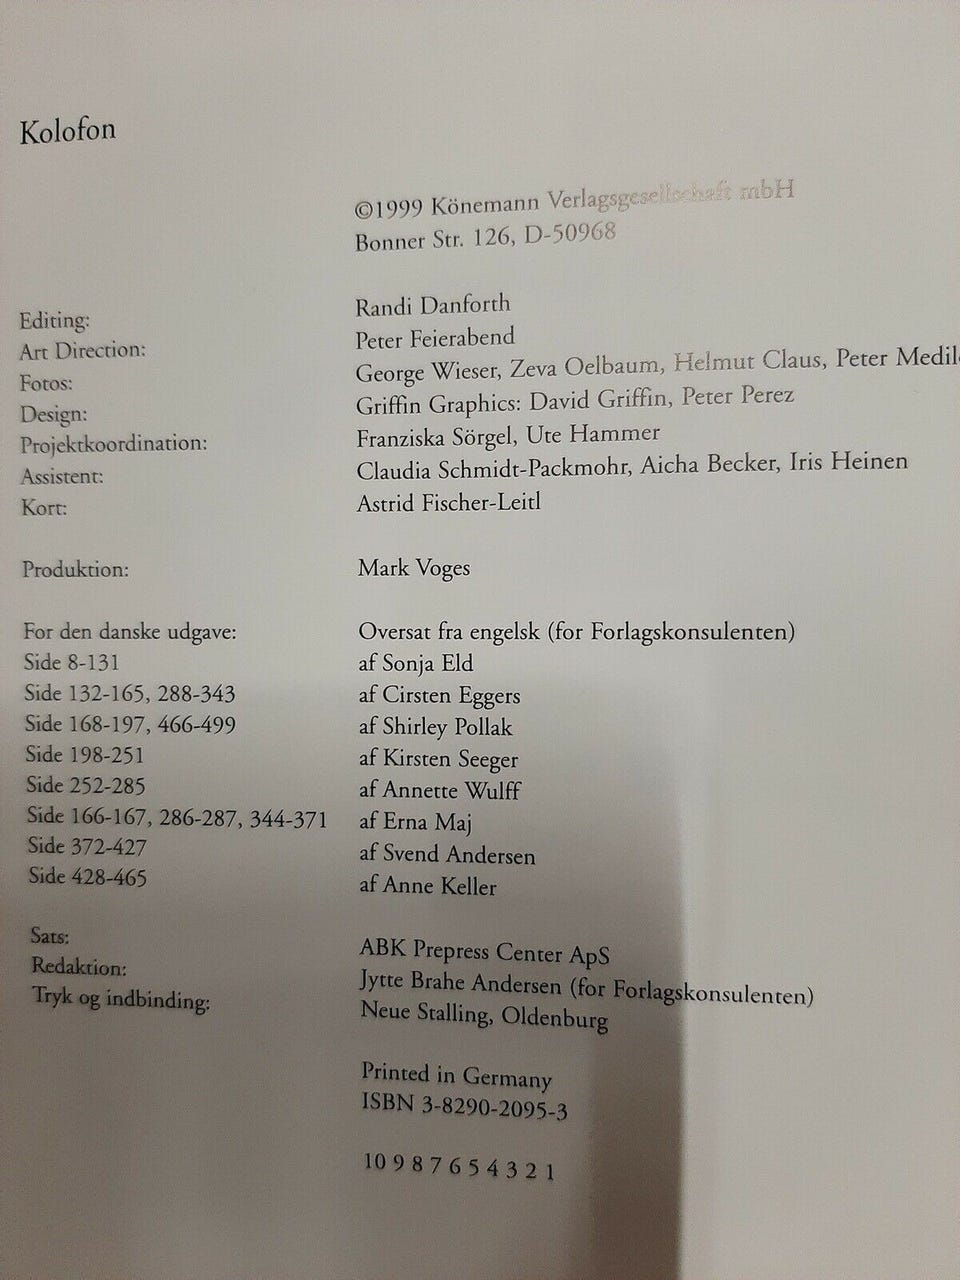 Kolofon
©1999 Könemann Verlagsgesellschaft mbH
Bonner Str. 126, D-50968
Editing: Randi Danforth
Art Direction: Peter Feierabend
Fotos: George Wieser, Zeva Oelbaum, Helmut Claus, Peter
Design: Griffin Graphics: David Griffin, Peter Perez
Projektkoordination: Franziska Sörgel, Ute Hammer
Assistent: Claudia Schmidt-Packmohr, Aicha Becker, Iris Heinen
Kort: Astrid Fischer-Leitl
Produktion: Mark Voges
For den danske udgave: Oversat fra engelsk (for Forlagskonsulenten)
Side 8-131 af Sonja Eld
Side 132-165, 288-343 af Cirsten Eggers
Side 168-197, 466-499 af Shirley Pollak
Side 198-251 af Kirsten Seeger
Side 252-285 af Annette Wulff
Side 166-167, 286-287, 344-371 af Erna Maj
Side 372-427 af Svend Andersen
Side 428-465 af Anne Keller
Sats: ABK Prepress Center ApS
Redaktion: Jytte Brahe Andersen (for Forlagskonsulenten)
Tryk og indbinding: Neue Stalling, Oldenburg
Printed in Germany
ISBN 3-8290-2095-3
10 9 8 7 6 5 4 3 2 1